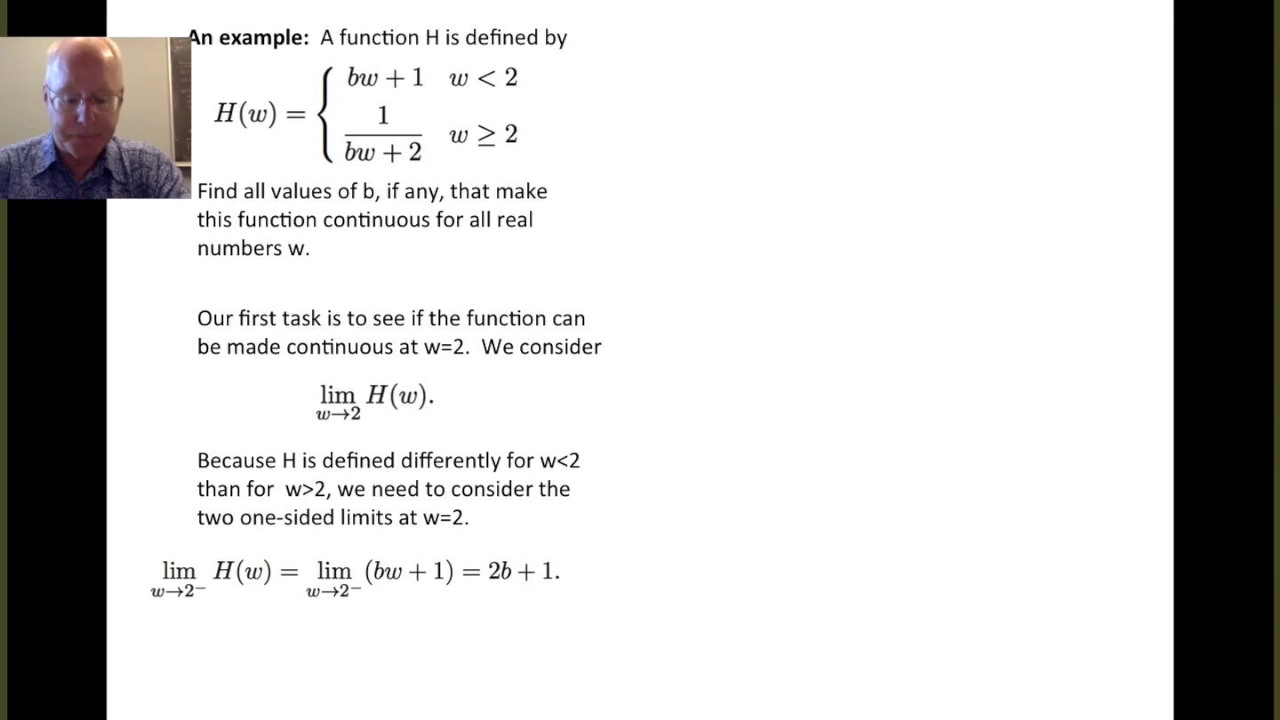 An example: A function H is defined by
H(w) = { bw + 1 w < 2
1/(bw + 2) w ≥ 2
Find all values of b, if any, that make
this function continuous for all real
numbers w.
Our first task is to see if the function can
be made continuous at w=2. We consider
lim w→2 H(w).
Because H is defined differently for w<2
than for w>2, we need to consider the
two one-sided limits at w=2.
lim w→2⁻ H(w) = lim w→2⁻ (bw + 1) = 2b + 1.